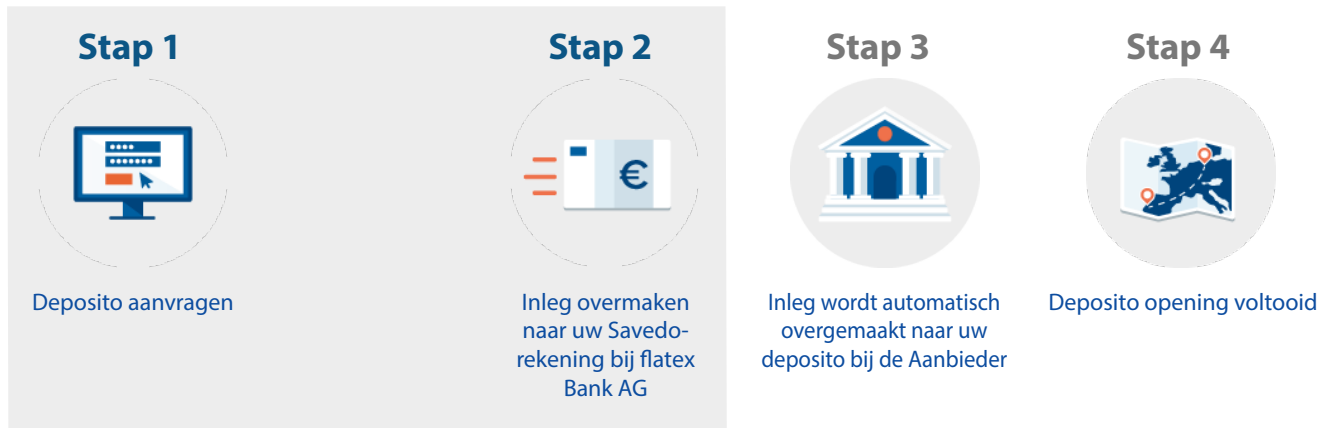 Stap 1
Deposito aanvragen
Stap 2
Inleg overmaken
naar uw Savedo-
rekening bij flatex
Bank AG
€
Stap 3
Inleg wordt automatisch
overgemaakt naar uw
deposito bij de Aanbieder
Stap 4
Deposito opening voltooid